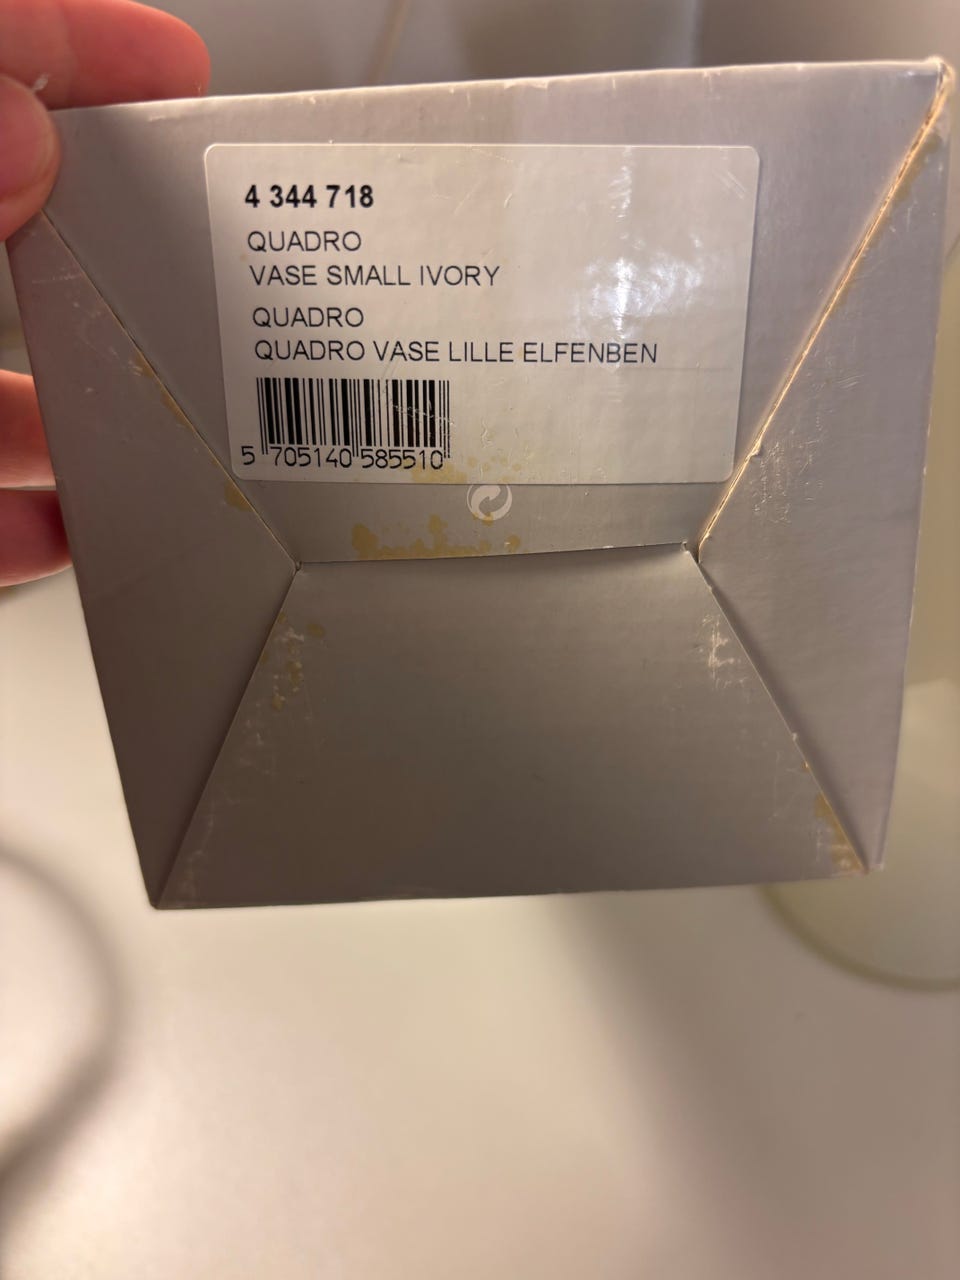 4 344 718
QUADRO
VASE SMALL IVORY
QUADRO
QUADRO VASE LILLE ELFENBEN
5 705140 585510